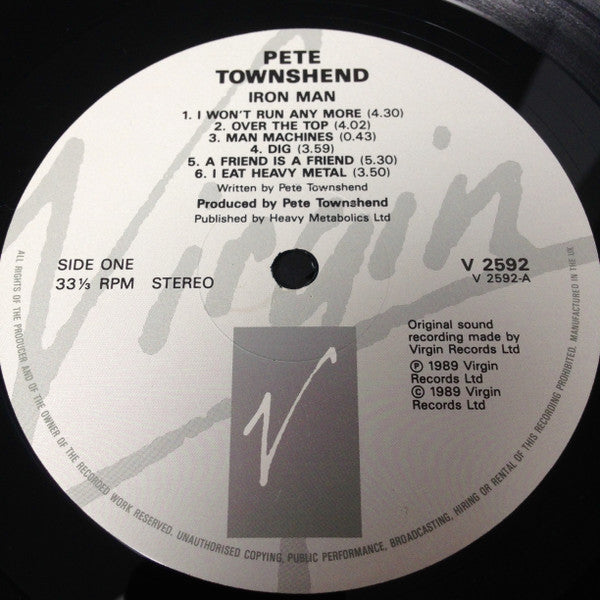 PETE
TOWNSHEND
IRON MAN
1. I WON'T RUN ANY MORE (4.30)
2. OVER THE TOP (4.02)
3. MAN MACHINES (0.43)
4. DIG (3.59)
5. A FRIEND IS A FRIEND (5.30)
6. I EAT HEAVY METAL (3.50)
Written by Pete Townshend
Produced by Pete Townshend
Published by Heavy Metabolics Ltd
Virgin
SIDE ONE
33⅓ RPM STEREO
V 2592
V 2592-A
Original sound
recording made by
Virgin Records Ltd
Ⓟ 1989 Virgin
Records Ltd
© 1989 Virgin
Records Ltd
V
ALL RIGHTS OF THE PRODUCER AND OF THE OWNER OF THE RECORDED WORK RESERVED. UNAUTHORISED COPYING, PUBLIC PERFORMANCE, BROADCASTING, HIRING OR RENTAL OF THIS RECORDING PROHIBITED. MANUFACTURED IN THE UK